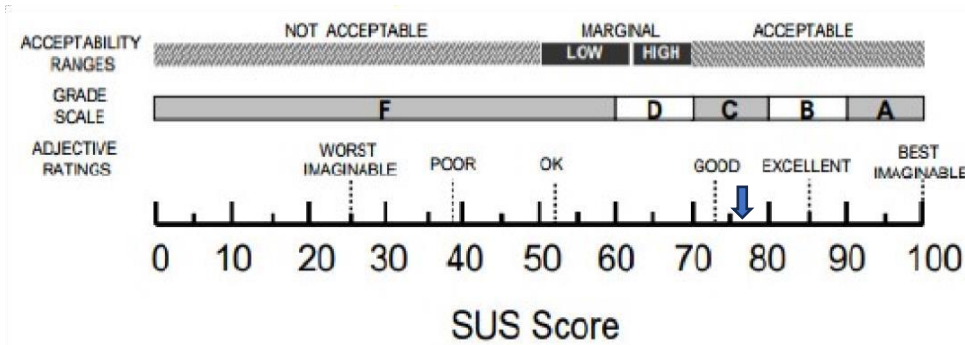 NOT ACCEPTABLE MARGINAL ACCEPTABLE
ACCEPTABILITY
RANGES
LOW HIGH
GRADE
SCALE
F D C B A
ADJECTIVE
RATINGS
WORST
IMAGINABLE
POOR
OK
GOOD
EXCELLENT
BEST
IMAGINABLE
0 10 20 30 40 50 60 70 80 90 100
SUS Score